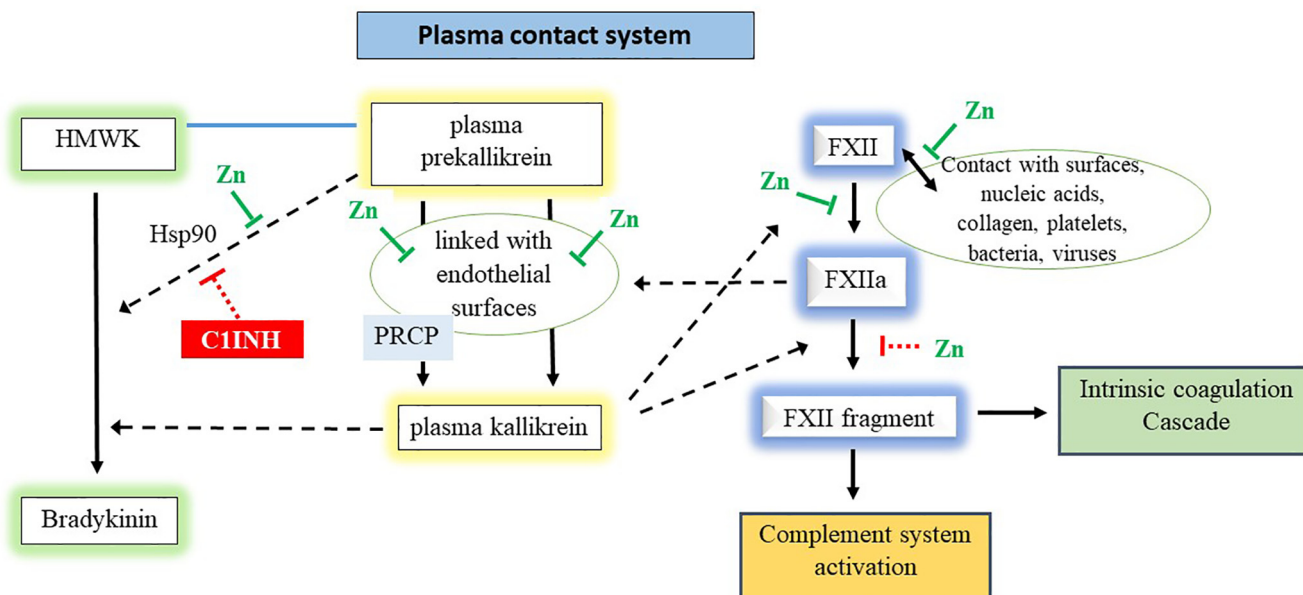 Plasma contact system
HMWK
plasma
prekallikrein
Zn
Hsp90
C1INH
Zn
Zn
linked with
endothelial
surfaces
PRCP
plasma kallikrein
Bradykinin
FXII
Zn
Zn
Contact with surfaces,
nucleic acids,
collagen, platelets,
bacteria, viruses
FXIIa
Zn
FXII fragment
Intrinsic coagulation
Cascade
Complement system
activation